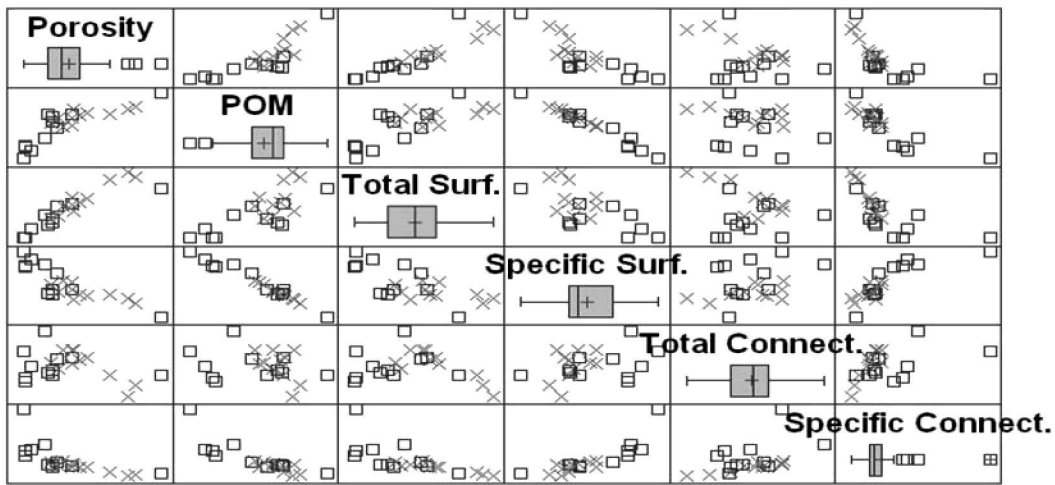 Porosity
POM
Total Surf.
Specific Surf.
Total Connect.
Specific Connect.